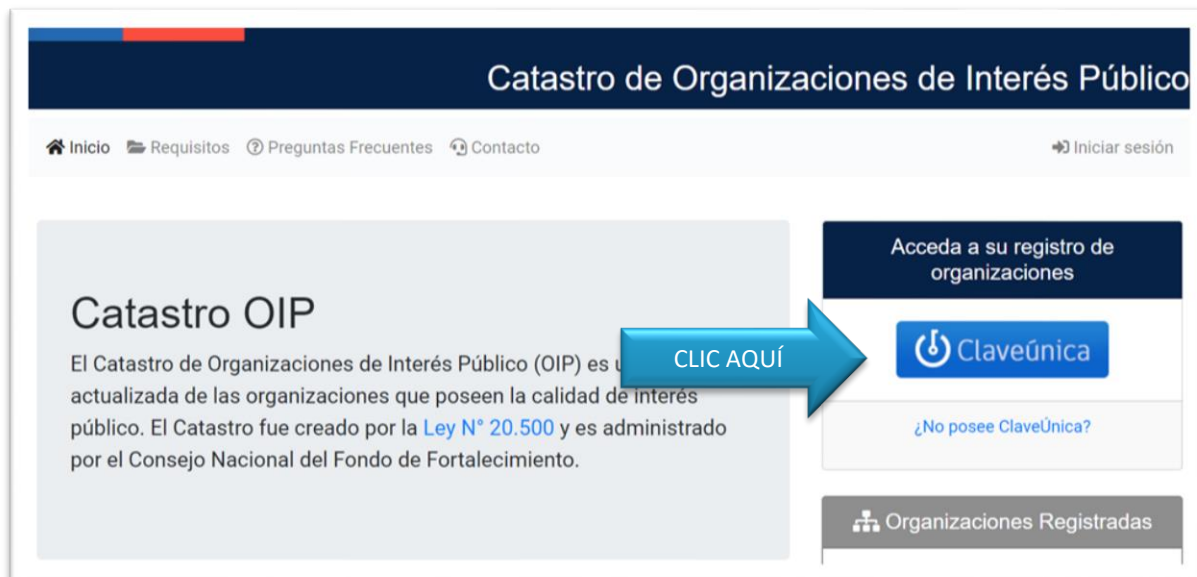 Catastro de Organizaciones de Interés Público
Inicio Requisitos Preguntas Frecuentes Contacto Iniciar sesión
Catastro OIP
El Catastro de Organizaciones de Interés Público (OIP) es
actualizada de las organizaciones que poseen la calidad de interés
público. El Catastro fue creado por la Ley N° 20.500 y es administrado
por el Consejo Nacional del Fondo de Fortalecimiento.
CLIC AQUÍ
Acceda a su registro de
organizaciones
Claveúnica
¿No posee ClaveÚnica?
Organizaciones Registradas